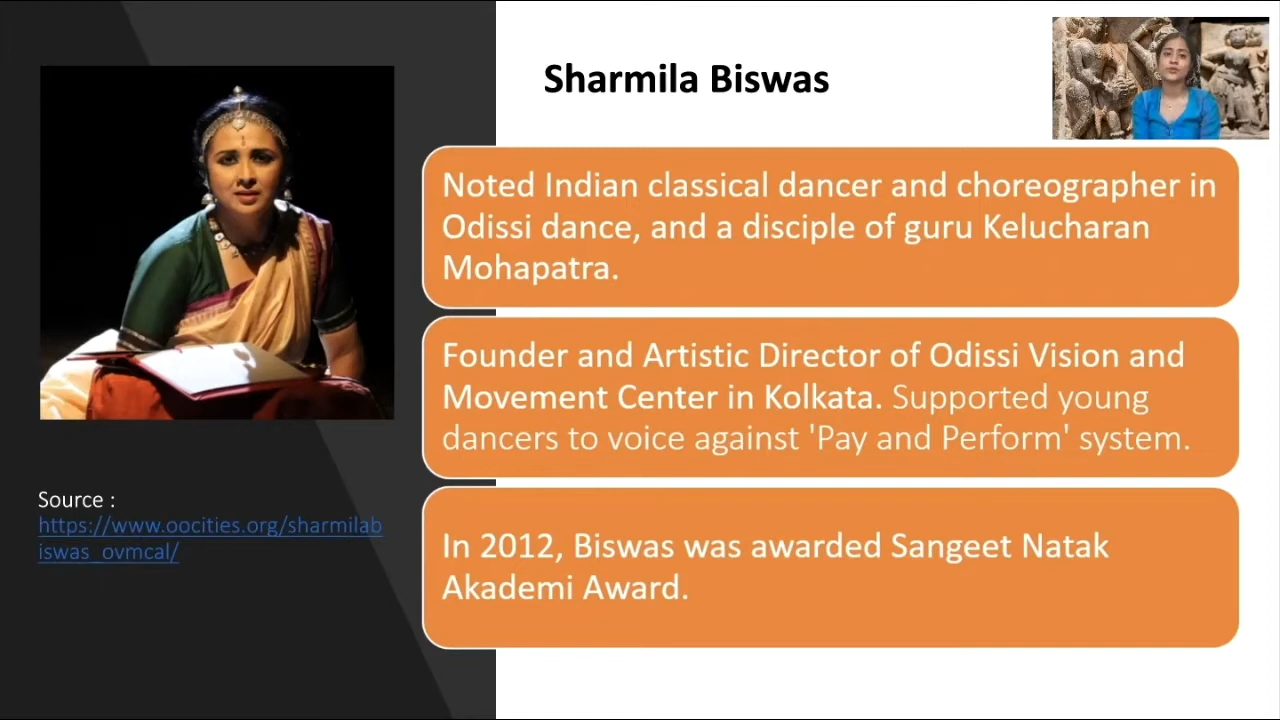 Sharmila Biswas
Noted Indian classical dancer and choreographer in
Odissi dance, and a disciple of guru Kelucharan
Mohapatra.
Founder and Artistic Director of Odissi Vision and
Movement Center in Kolkata. Supported young
dancers to voice against 'Pay and Perform' system.
In 2012, Biswas was awarded Sangeet Natak
Akademi Award.
Source :
https://www.oocities.org/sharmilab
iswas_ovmcal/